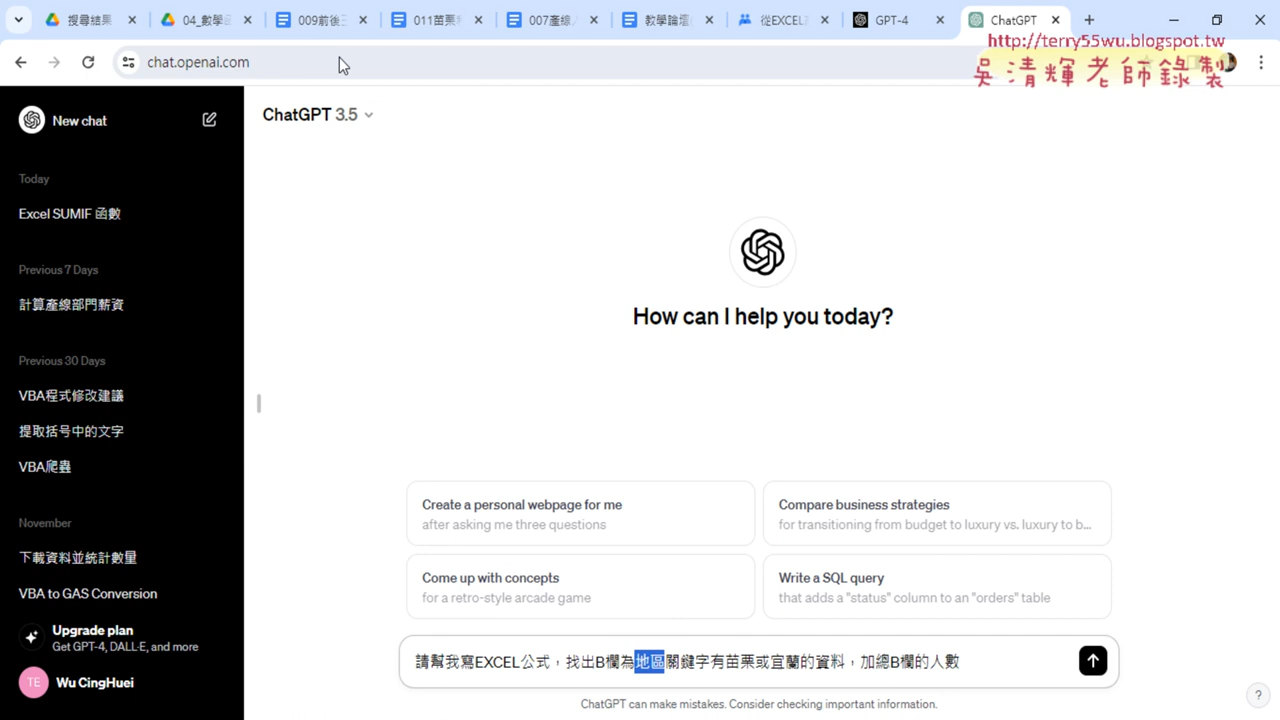 搜尋結果
04_數學函
009前後三
011苗栗縣
007產線人
教學論壇(
從EXCEL
GPT-4
ChatGPT
http://terry55wu.blogspot.tw
吳清輝老師錄製
chat.openai.com
New chat
ChatGPT 3.5
Today
Excel SUMIF 函數
Previous 7 Days
計算產線部門薪資
Previous 30 Days
VBA程式修改建議
提取括号中的文字
VBA爬蟲
November
下載資料並統計數量
VBA to GAS Conversion
Upgrade plan
Get GPT-4, DALL·E, and more
TE
Wu CingHuei
How can I help you today?
Create a personal webpage for me
after asking me three questions
Compare business strategies
for transitioning from budget to luxury vs. luxury to b...
Come up with concepts
for a retro-style arcade game
Write a SQL query
that adds a "status" column to an "orders" table
請幫我寫EXCEL公式，找出B欄為地區關鍵字有苗栗或宜蘭的資料，加總B欄的人數
ChatGPT can make mistakes. Consider checking important information.
?